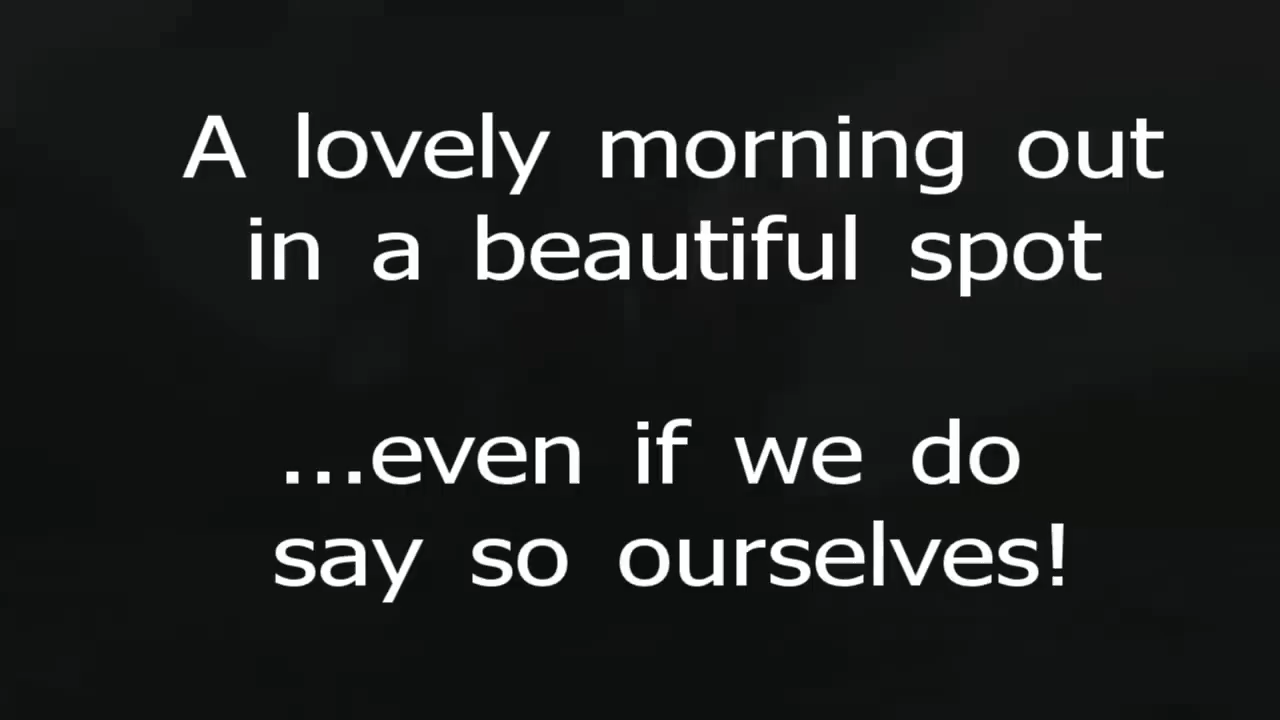 A lovely morning out
in a beautiful spot
...even if we do
say so ourselves!